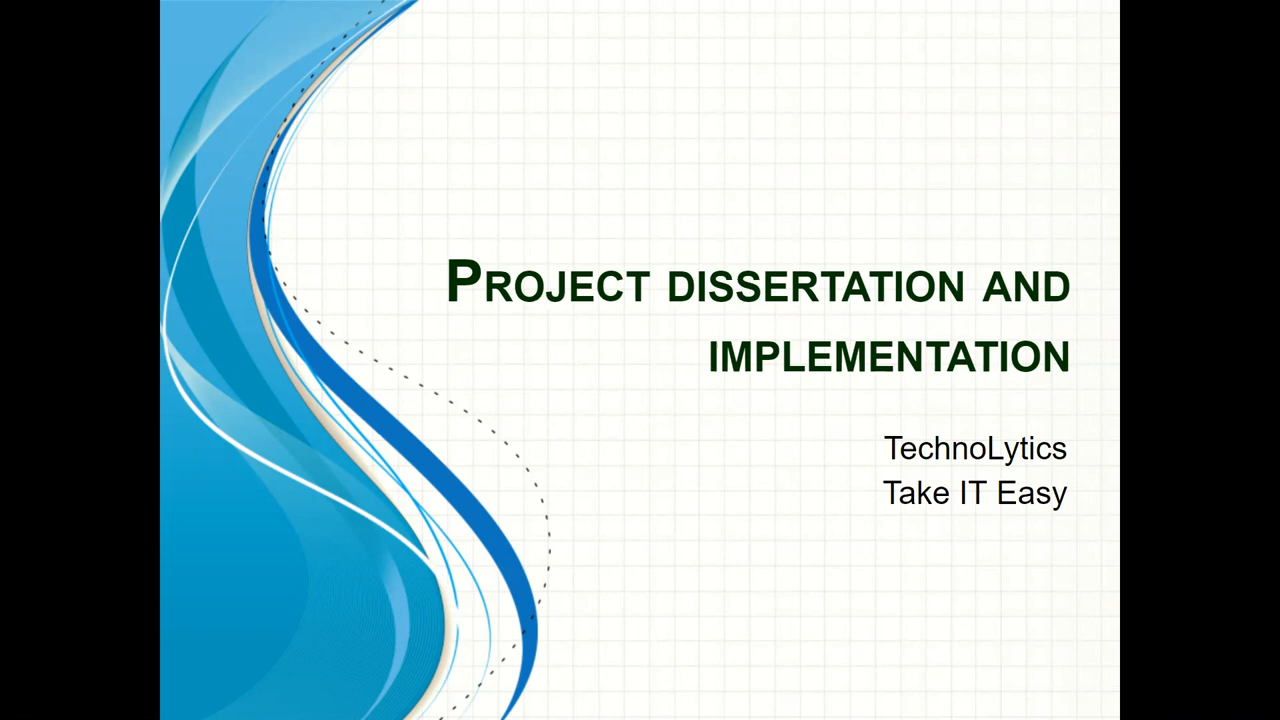 Project dissertation and
implementation
TechnoLytics
Take IT Easy